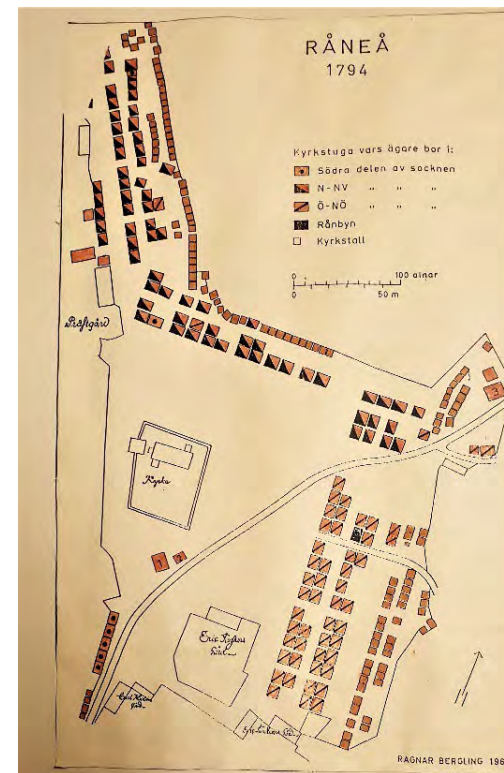 RÅNEÅ
1794
Kyrkstuga vars ägare bor i:
Södra delen av socknen
N-NV " " "
Ö-NÖ " " "
Rånbyn
Kyrkstall
0 100 alnar
0 50 m
Prästgård
3
Kyrka
1 2
Eric
RAGNAR BERGLING